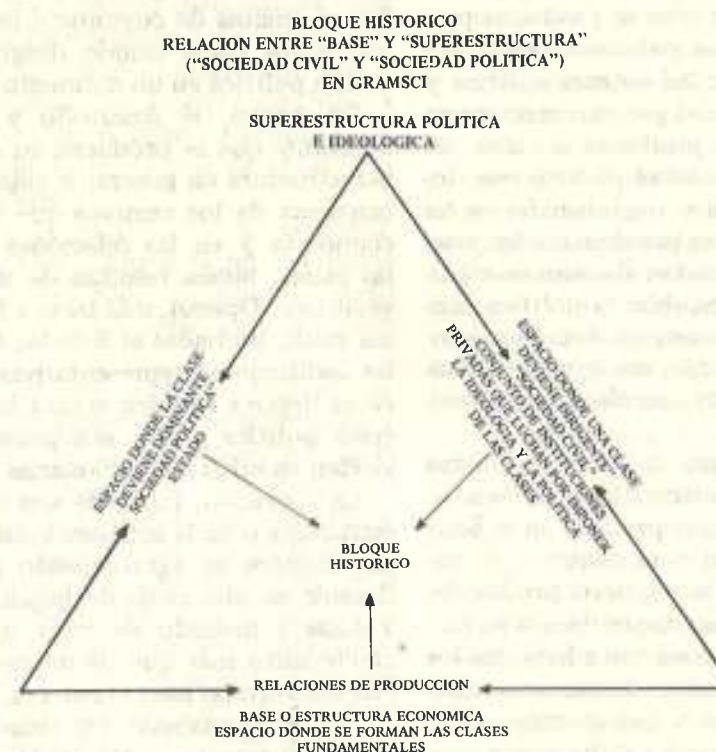 BLOQUE HISTORICO
RELACION ENTRE “BASE” Y “SUPERESTRUCTURA”
(“SOCIEDAD CIVIL” Y “SOCIEDAD POLITICA”)
EN GRAMSCI
SUPERESTRUCTURA POLITICA
E IDEOLOGICA
ESPACIO DONDE LA CLASE
DEVIENE DOMINANTE
SOCIEDAD POLITICA
ESTADO
ESPACIO DONDE UNA CLASE
DEVIENE DIRIGENTE
SOCIEDAD CIVIL
CONJUNTO DE INSTITUCIONES
PRIVADAS QUE POR IMPONER
LA IDEOLOGIA Y LA POLITICA
DE LAS CLASES
BLOQUE
HISTORICO
RELACIONES DE PRODUCCION
BASE O ESTRUCTURA ECONOMICA
ESPACIO DONDE SE FORMAN LAS CLASES
FUNDAMENTALES